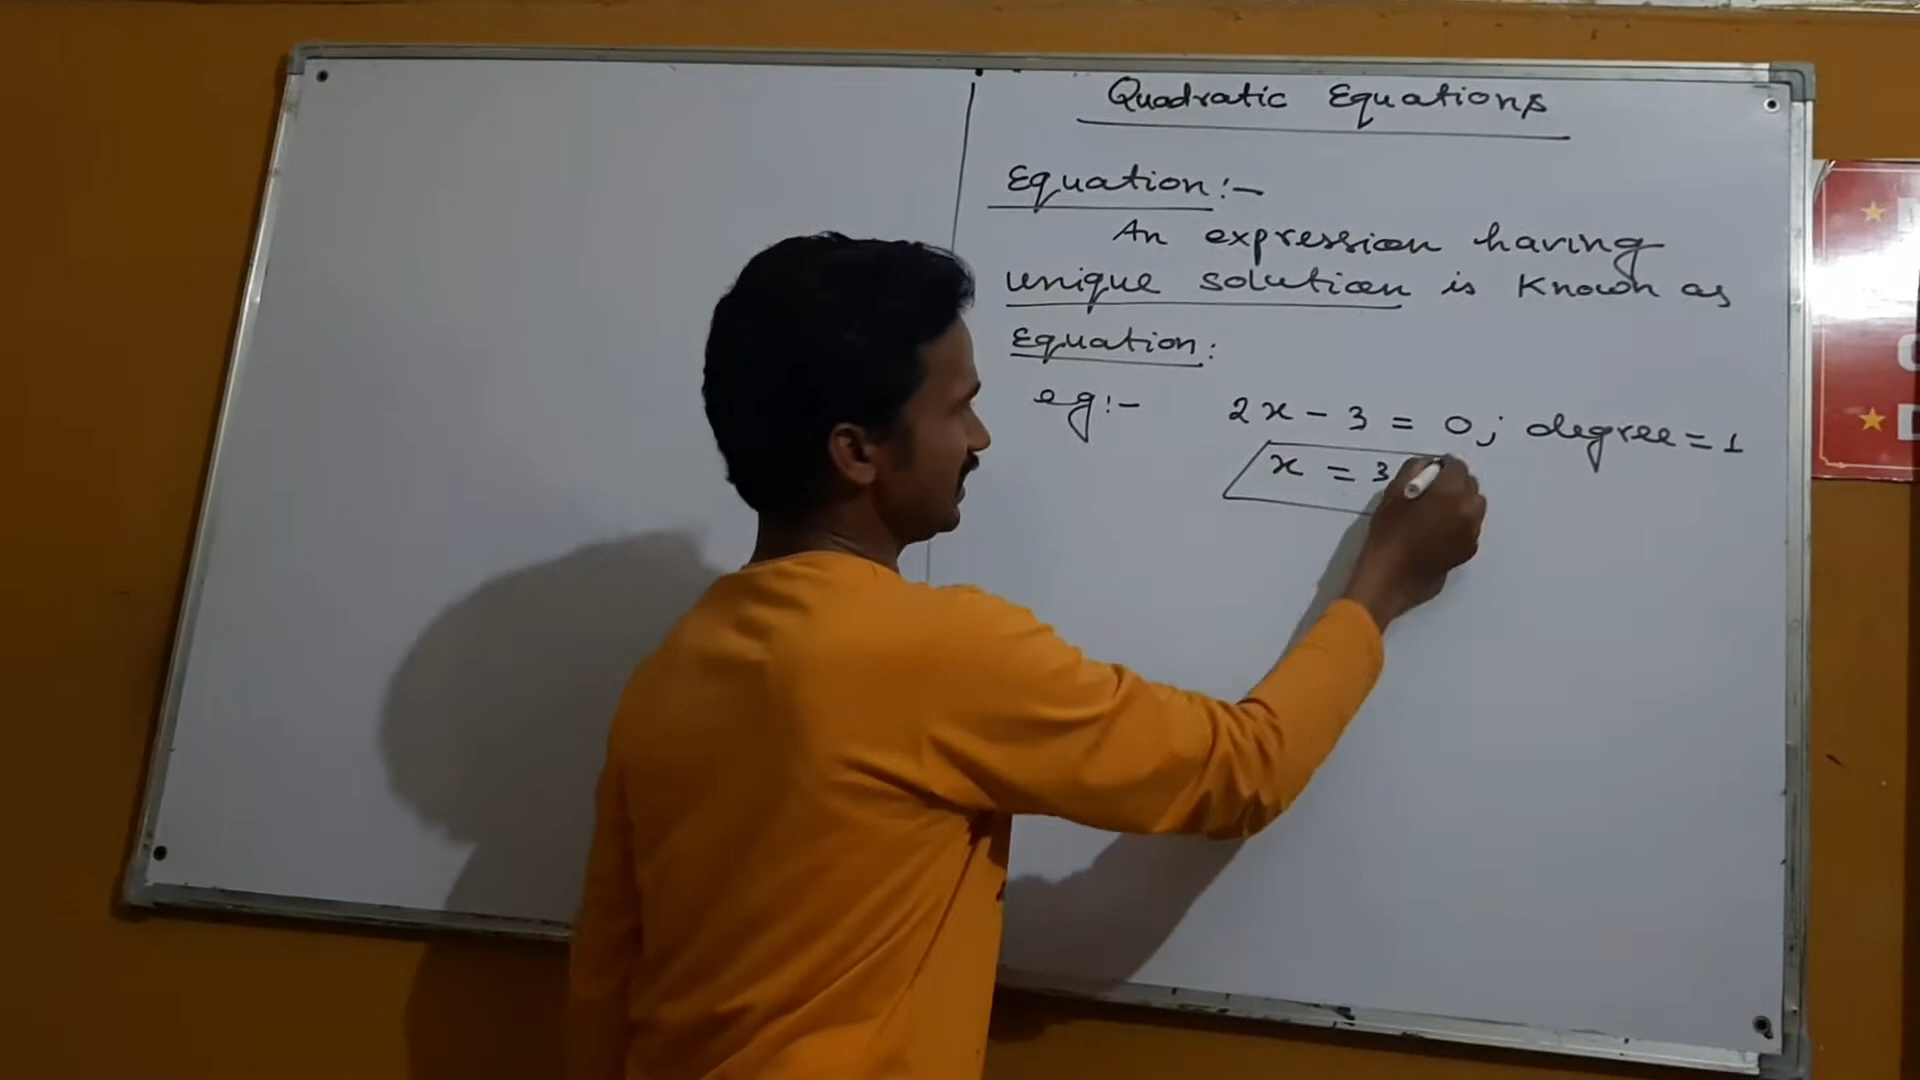 Quadratic Equations
Equation:-
An expression having
unique solution is known as
Equation:
eg:- 2x - 3 = 0; degree = 1
x = 3